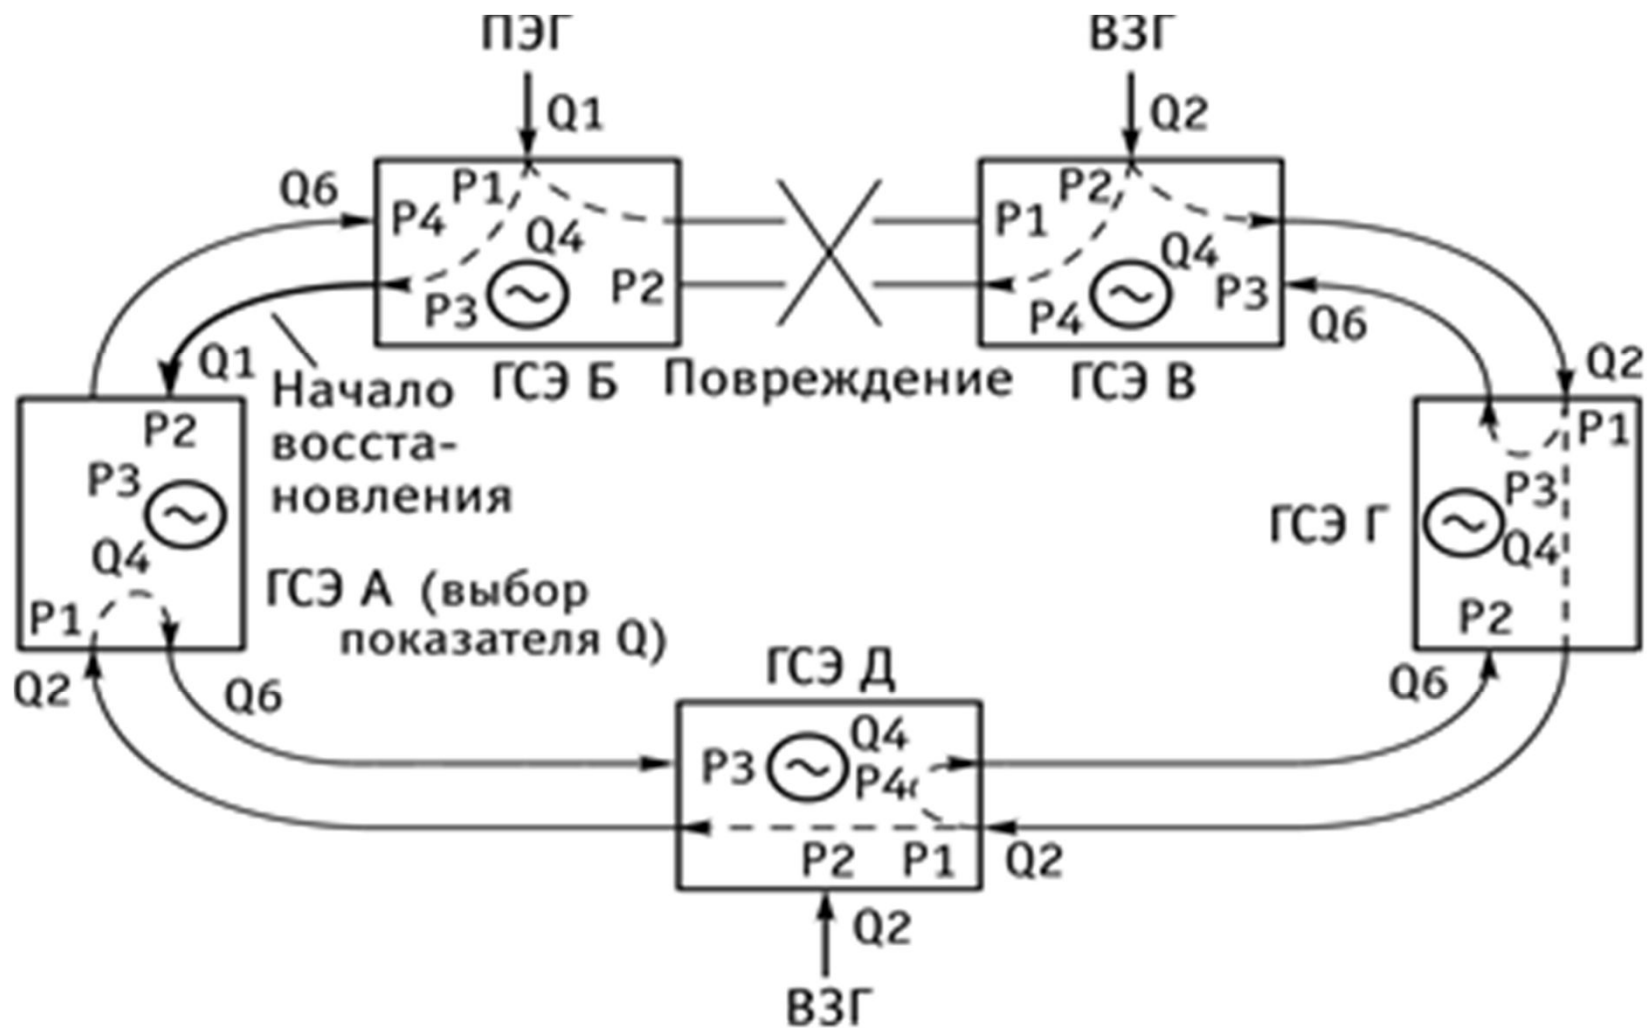 ПЭГ
ВЗГ
Q1
Q2
Q6
P1
P4
Q4
P3
P2
P2
P1
Q4
P4
P3
Q6
Q1
ГСЭ Б
Повреждение
ГСЭ В
Q2
Начало
восста-
новления
P2
P3
Q4
P1
ГСЭ А (выбор
показателя Q)
P1
P3
ГСЭ Г
Q4
P2
Q2
Q6
ГСЭ Д
Q6
P3
Q4
P4
P2
P1
Q2
Q2
ВЗГ